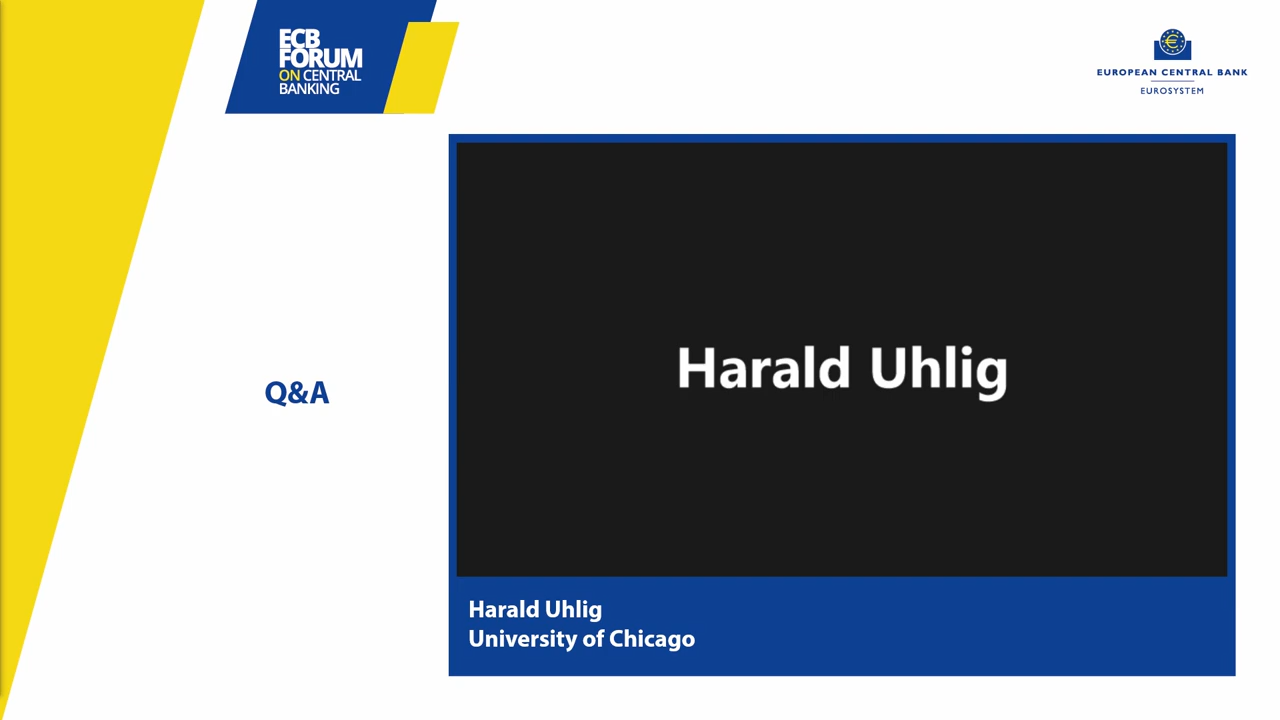 ECB
FORUM
ON CENTRAL
BANKING
EUROPEAN CENTRAL BANK
EUROSYSTEM
Q&A
Harald Uhlig
Harald Uhlig
University of Chicago